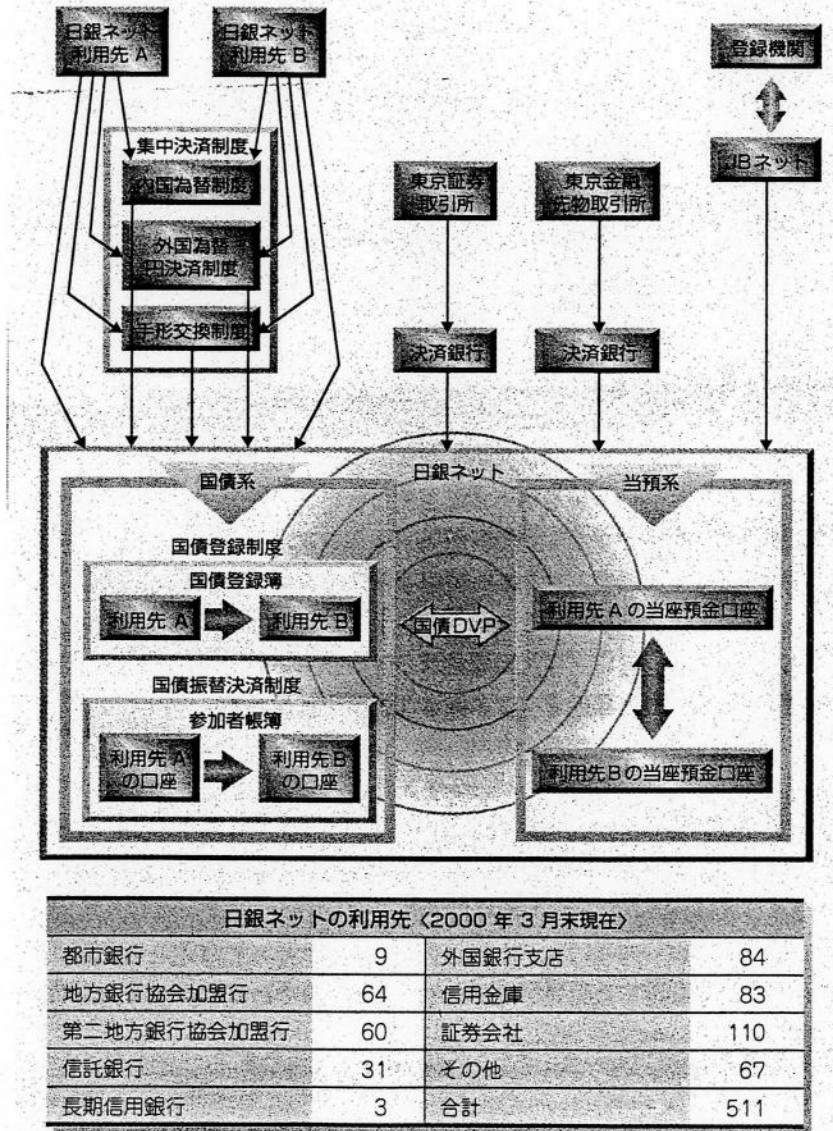 日銀ネット
利用先 A
日銀ネット
利用先 B
登録機関
集中決済制度
内国為替制度
外国為替
円決済制度
手形交換制度
東京証券
取引所
東京金融
先物取引所
JBネット
決済銀行
決済銀行
日銀ネット
国債系
国債登録制度
国債登録簿
利用先 A
利用先 B
国債振替決済制度
参加者帳簿
利用先 A
の口座
利用先 B
の口座
国債DVP
当預系
利用先 A の当座預金口座
利用先 B の当座預金口座
日銀ネットの利用先〈2000 年 3 月末現在〉
都市銀行 9 外国銀行支店 84
地方銀行協会加盟行 64 信用金庫 83
第二地方銀行協会加盟行 60 証券会社 110
信託銀行 31 その他 67
長期信用銀行 3 合計 511